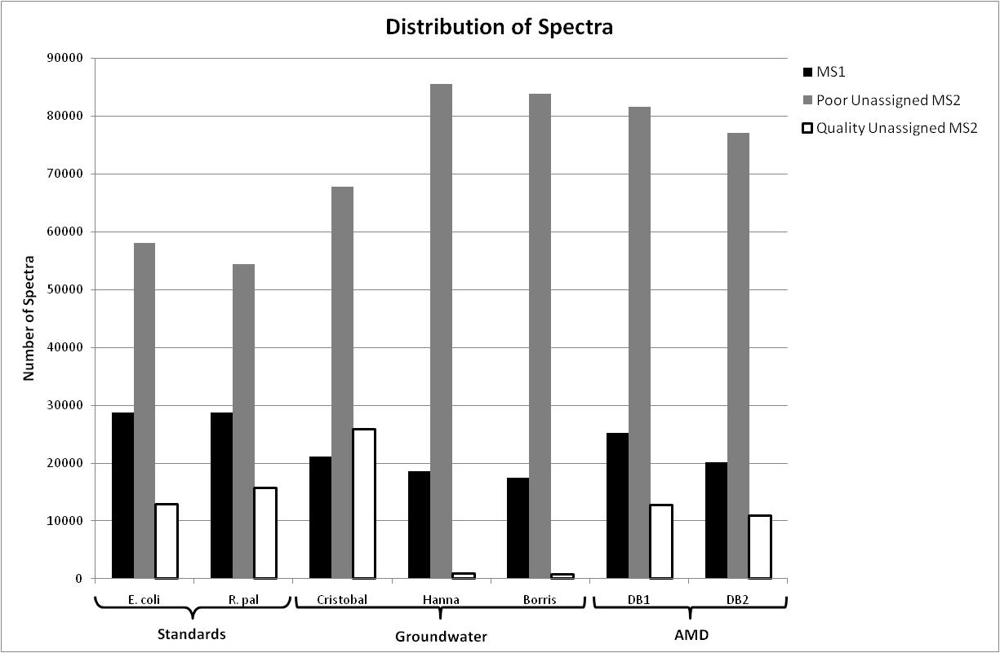 Distribution of Spectra
90000
80000
70000
60000
50000
40000
30000
20000
10000
0
Number of Spectra
MS1
Poor Unassigned MS2
Quality Unassigned MS2
E. coli R. pal Cristobal Hanna Borris DB1 DB2
Standards Groundwater AMD